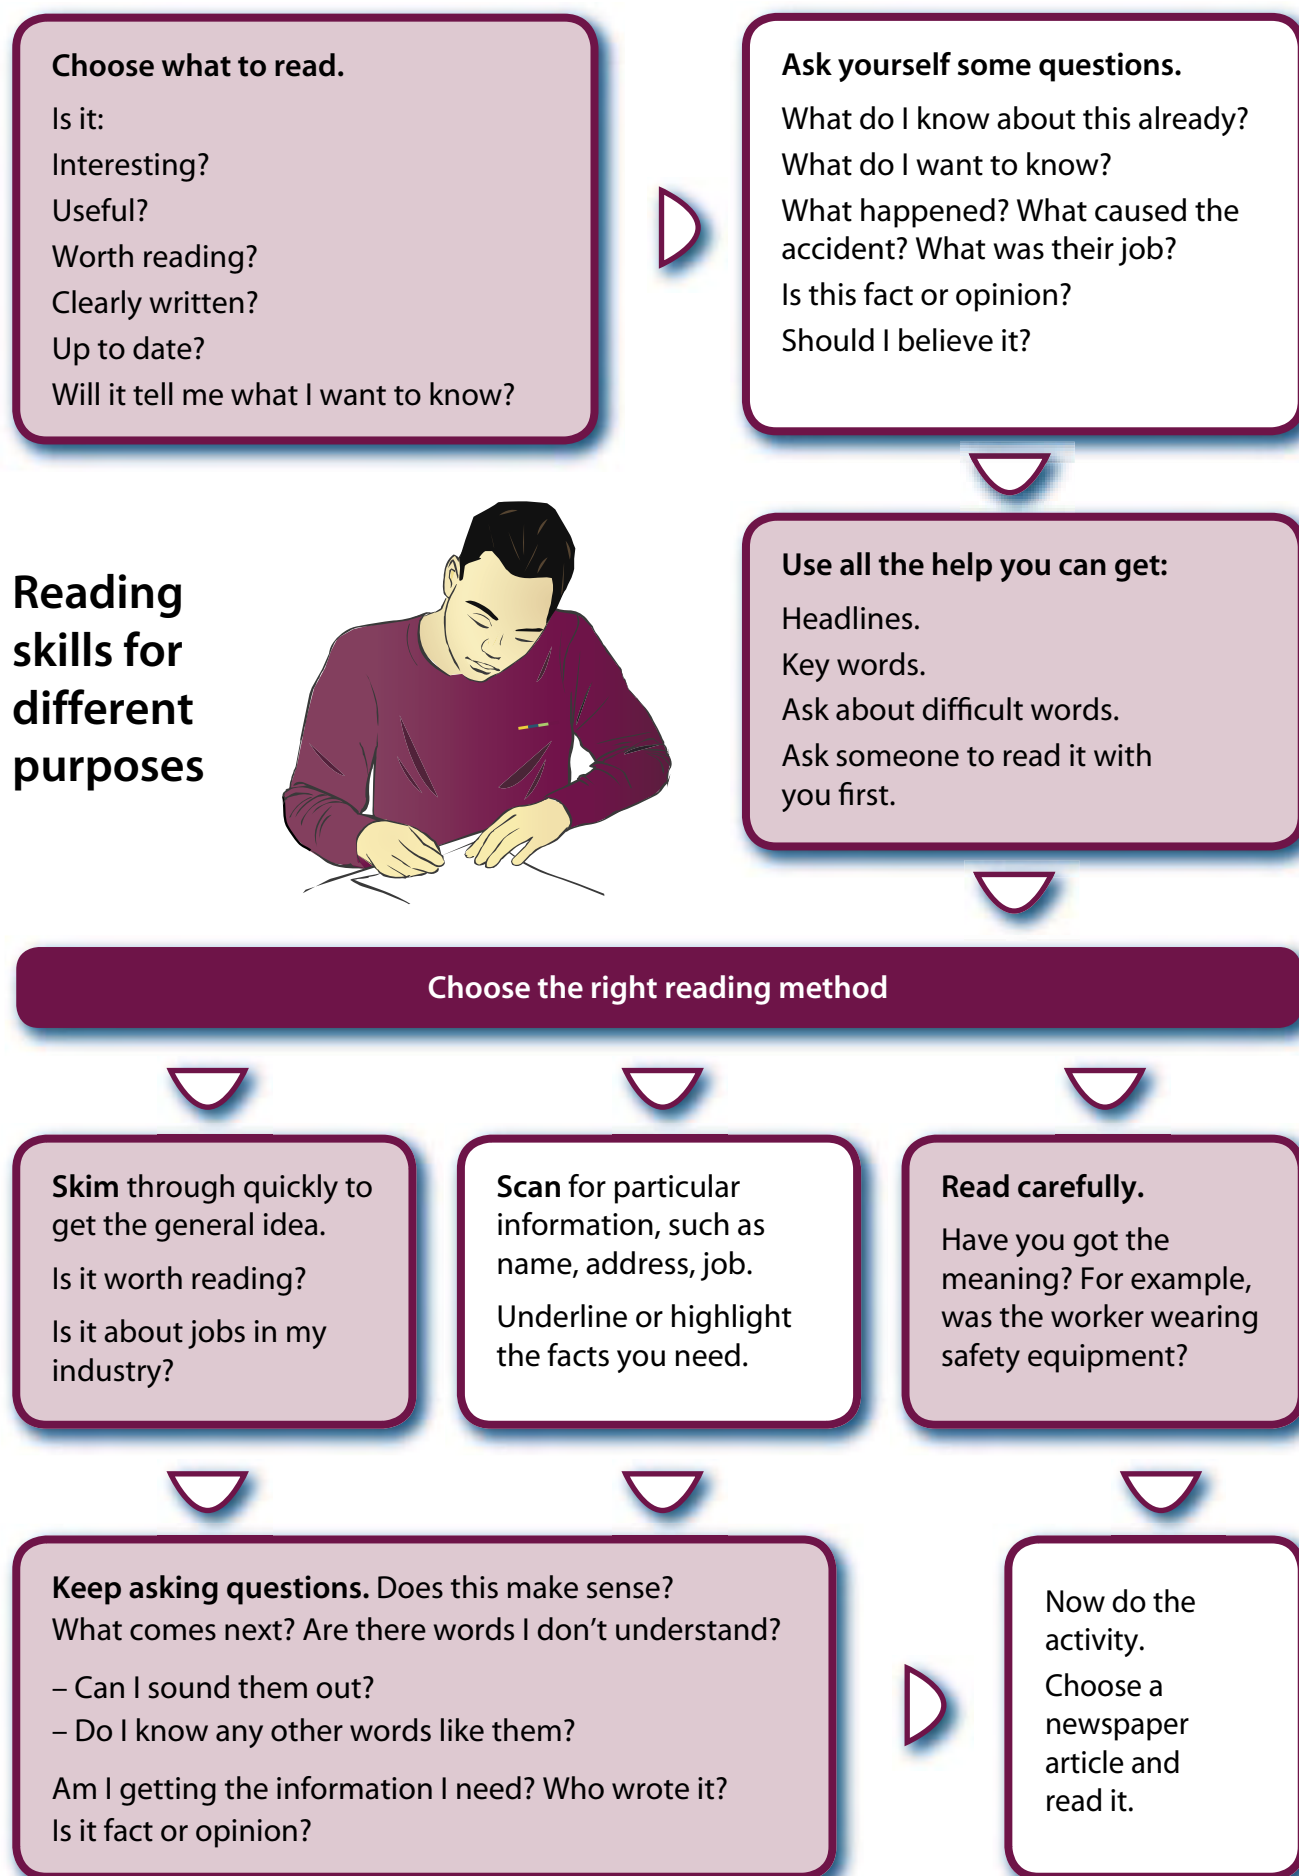 Choose what to read.
Is it:
Interesting?
Useful?
Worth reading?
Clearly written?
Up to date?
Will it tell me what I want to know?
Ask yourself some questions.
What do I know about this already?
What do I want to know?
What happened? What caused the
accident? What was their job?
Is this fact or opinion?
Should I believe it?
Reading
skills for
different
purposes
Use all the help you can get:
Headlines.
Key words.
Ask about difficult words.
Ask someone to read it with
you first.
Choose the right reading method
Skim through quickly to
get the general idea.
Is it worth reading?
Is it about jobs in my
industry?
Scan for particular
information, such as
name, address, job.
Underline or highlight
the facts you need.
Read carefully.
Have you got the
meaning? For example,
was the worker wearing
safety equipment?
Keep asking questions. Does this make sense?
What comes next? Are there words I don’t understand?
– Can I sound them out?
– Do I know any other words like them?
Am I getting the information I need? Who wrote it?
Is it fact or opinion?
Now do the
activity.
Choose a
newspaper
article and
read it.